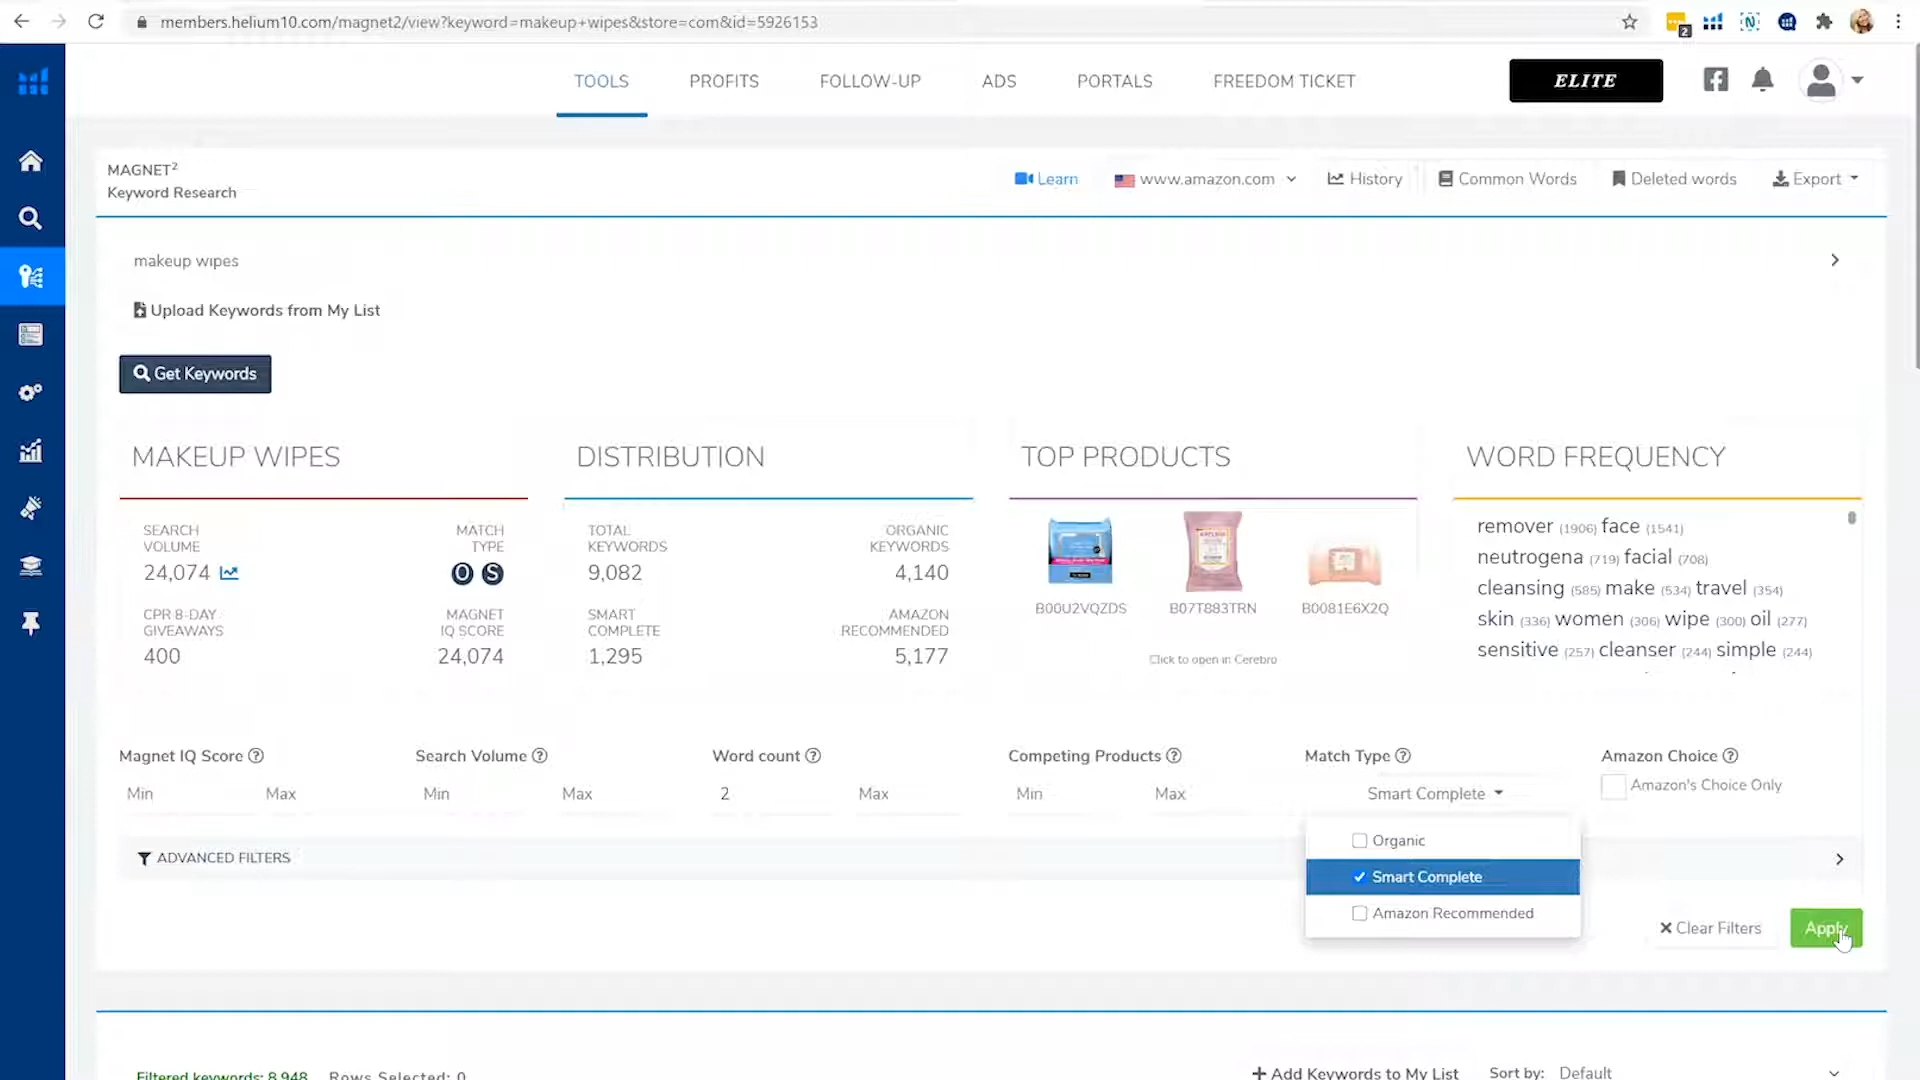 members.helium10.com/magnet2/view?keyword=makeup+wipes&store=com&id=5926153
2
TOOLS PROFITS FOLLOW-UP ADS PORTALS FREEDOM TICKET ELITE
MAGNET²
Keyword Research
Learn www.amazon.com History Common Words Deleted words Export
makeup wipes
Upload Keywords from My List
Get Keywords
MAKEUP WIPES
SEARCH VOLUME
24,074
MATCH TYPE
O S
CPR 8-DAY GIVEAWAYS
400
MAGNET IQ SCORE
24,074
DISTRIBUTION
TOTAL KEYWORDS
9,082
ORGANIC KEYWORDS
4,140
SMART COMPLETE
1,295
AMAZON RECOMMENDED
5,177
TOP PRODUCTS
B00U2VQZDS B07T883TRN B0081E6X2Q
Click to open in Cerebro
WORD FREQUENCY
remover (1906) face (1541)
neutrogena (719) facial (708)
cleansing (585) make (534) travel (354)
skin (336) women (306) wipe (300) oil (277)
sensitive (257) cleanser (244) simple (244)
Magnet IQ Score Search Volume Word count Competing Products Match Type Amazon Choice
Min Max Min Max 2 Max Min Max Smart Complete Amazon's Choice Only
Organic
Smart Complete
Amazon Recommended
ADVANCED FILTERS
Clear Filters Apply
Filtered keywords: 8,948 Rows Selected: 0 Add Keywords to My List Sort by: Default